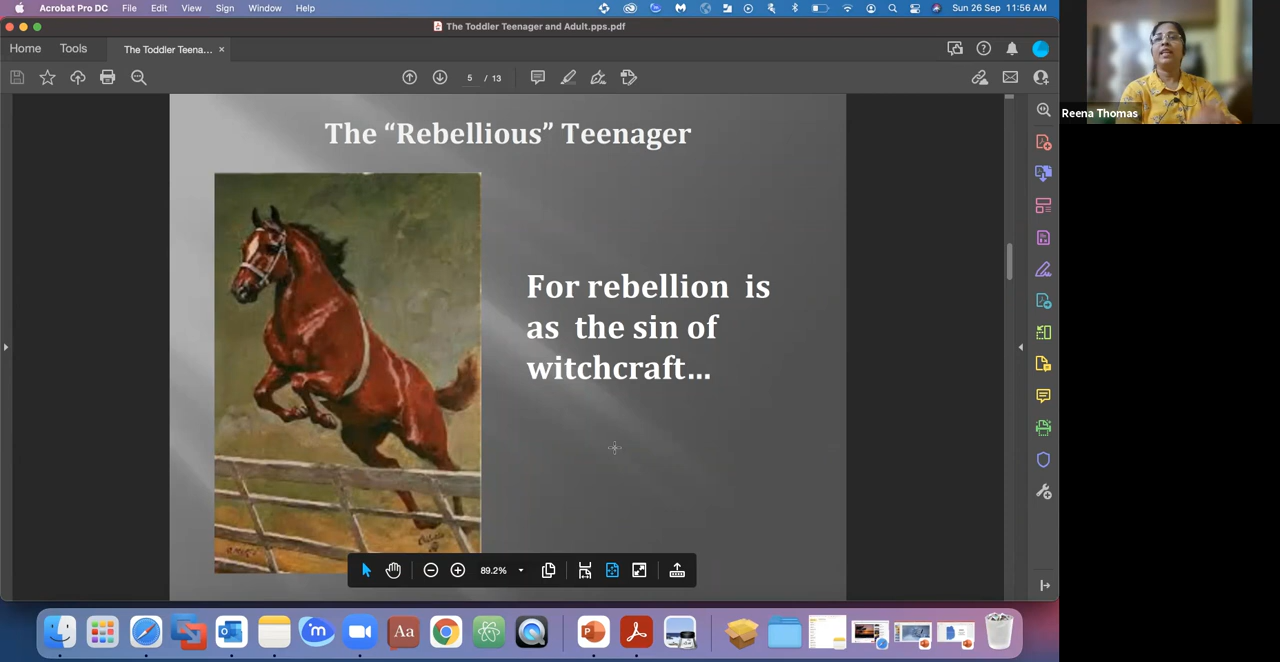 Acrobat Pro DC File Edit View Sign Window Help Sun 26 Sep 11:56 AM
The Toddler Teenager and Adult.pps.pdf
Home Tools The Toddler Teena... ×
5 / 13
Reena Thomas
The “Rebellious” Teenager
For rebellion is
as the sin of
witchcraft...
89.2%
Aa